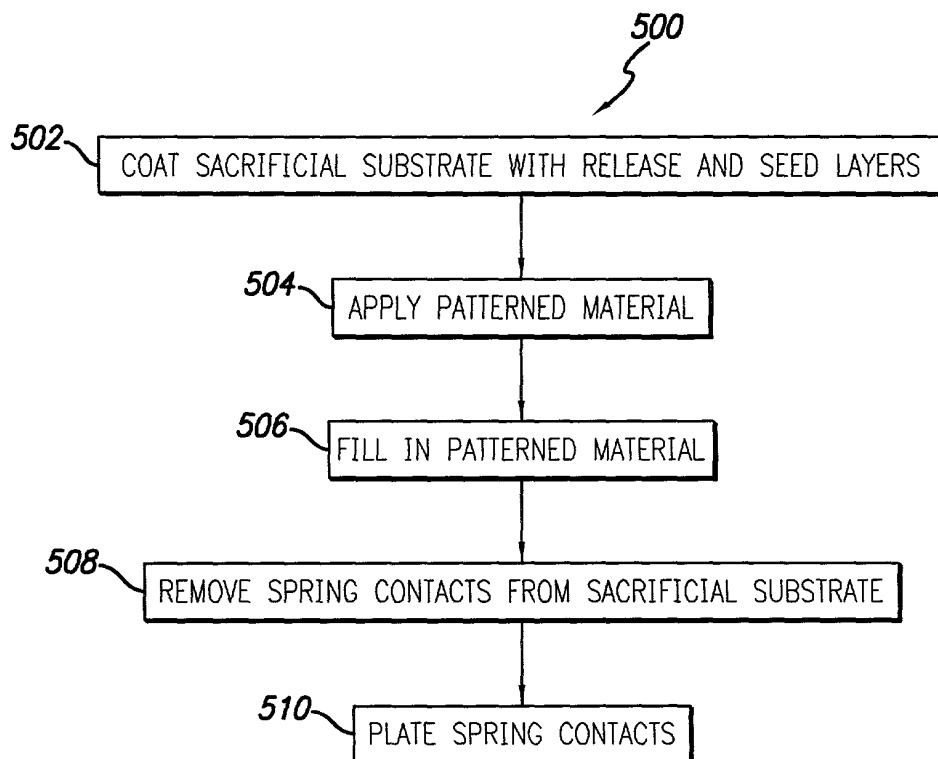 500
502
COAT SACRIFICIAL SUBSTRATE WITH RELEASE AND SEED LAYERS
504
APPLY PATTERNED MATERIAL
506
FILL IN PATTERNED MATERIAL
508
REMOVE SPRING CONTACTS FROM SACRIFICIAL SUBSTRATE
510
PLATE SPRING CONTACTS